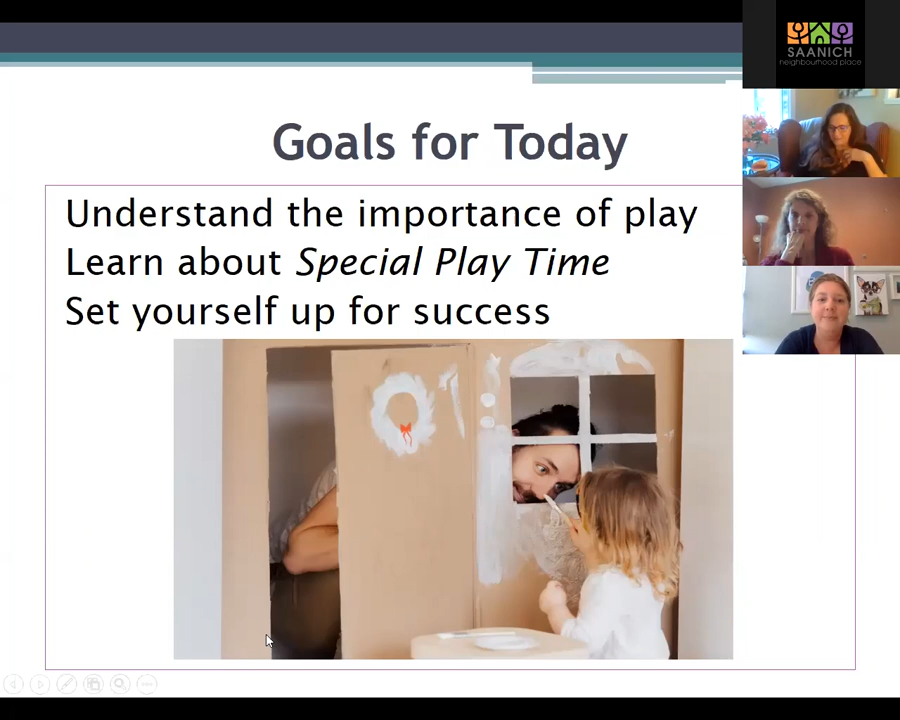 Goals for Today
Understand the importance of play
Learn about Special Play Time
Set yourself up for success
SAANICH
neighbourhood place